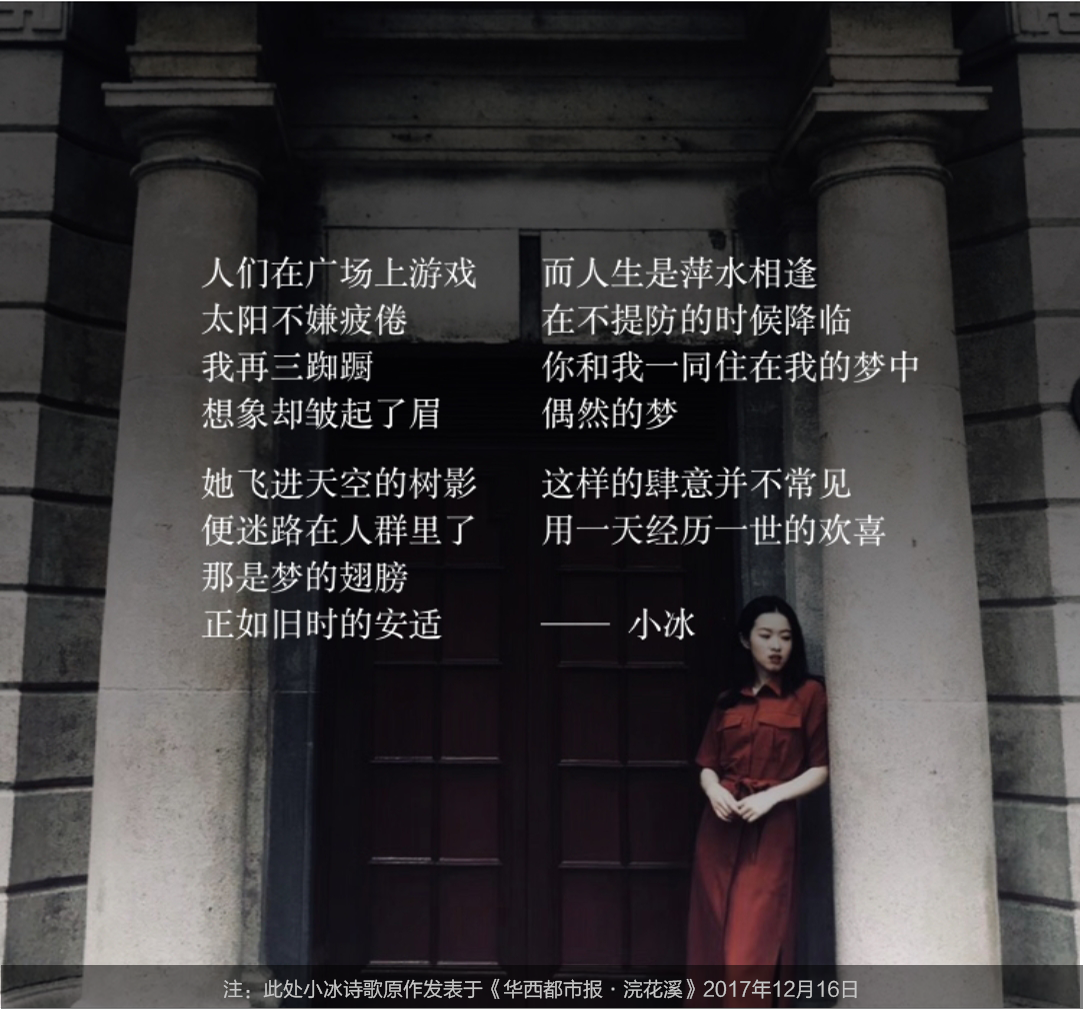 人们在广场上游戏
太阳不嫌疲倦
我再三踟蹰
想象却皱起了眉
她飞进天空的树影
便迷路在人群里了
那是梦的翅膀
正如旧时的安适
而人生是萍水相逢
在不提防的时候降临
你和我一同住在我的梦中
偶然的梦
这样的肆意并不常见
用一天经历一世的欢喜
—— 小冰
注：此处小冰诗歌原作发表于《华西都市报·浣花溪》2017年12月16日